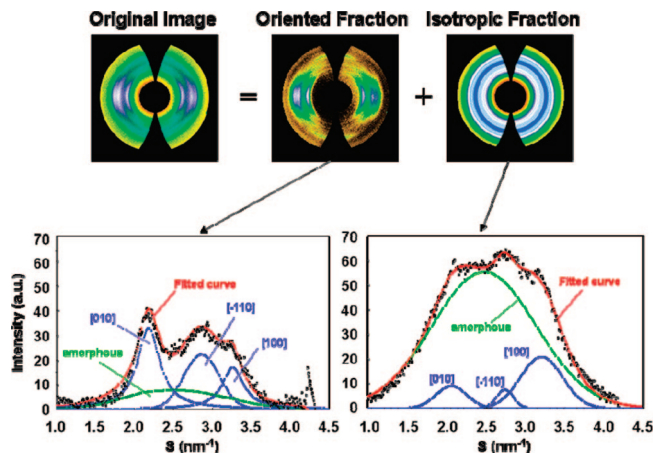 Original Image Oriented Fraction Isotropic Fraction
= +
70 70
60 60
50 50
40 40
30 30
20 20
10 10
0 0
Intensity (a.u.)
Fitted curve
[010]
[-110]
amorphous
[100]
Fitted curve
amorphous
[100]
[010]
[-110]
1.0 1.5 2.0 2.5 3.0 3.5 4.0 4.5
1.0 1.5 2.0 2.5 3.0 3.5 4.0 4.5
S (nm⁻¹) S (nm⁻¹)